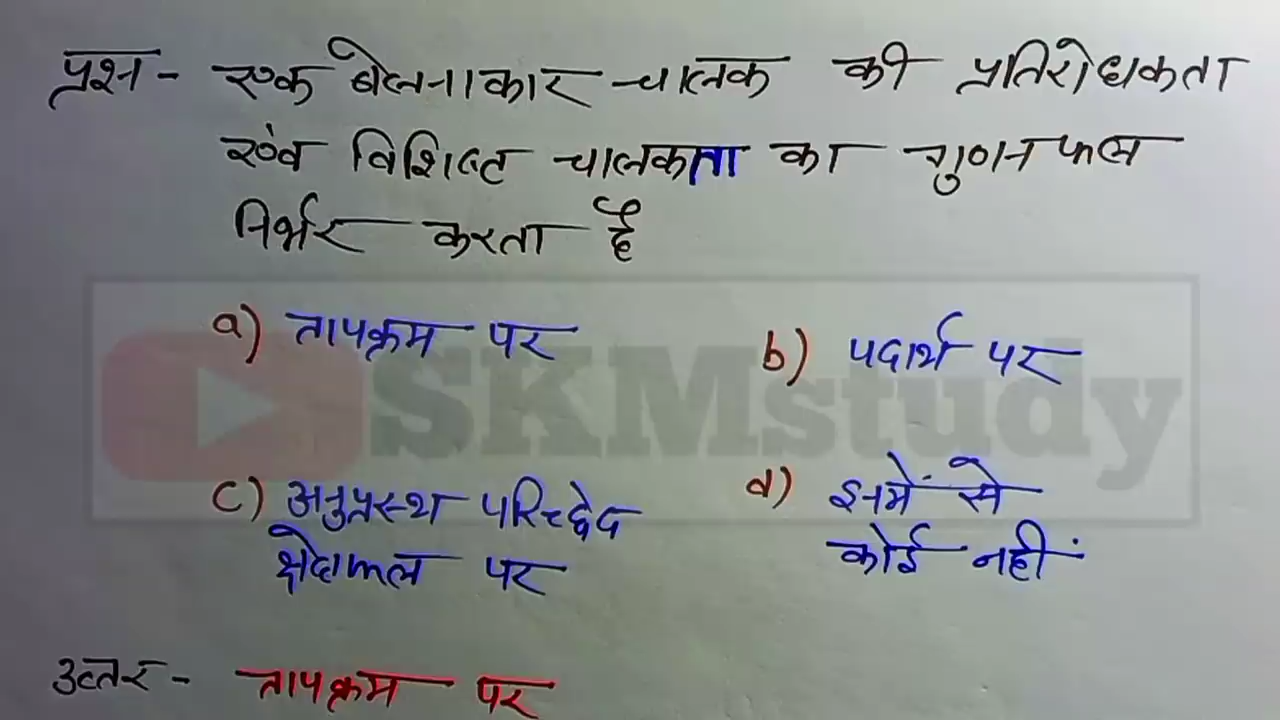 प्रश्न - एक बेलनाकार चालक की प्रतिरोधकता
एवं विशिष्ट चालकता का गुणनफल
निर्भर करता है
a) तापक्रम पर
b) पदार्थ पर
SKMstudy
c) अनुप्रस्थ परिच्छेद
क्षेत्रफल पर
d) इनमें से
कोई नहीं
उत्तर - तापक्रम पर